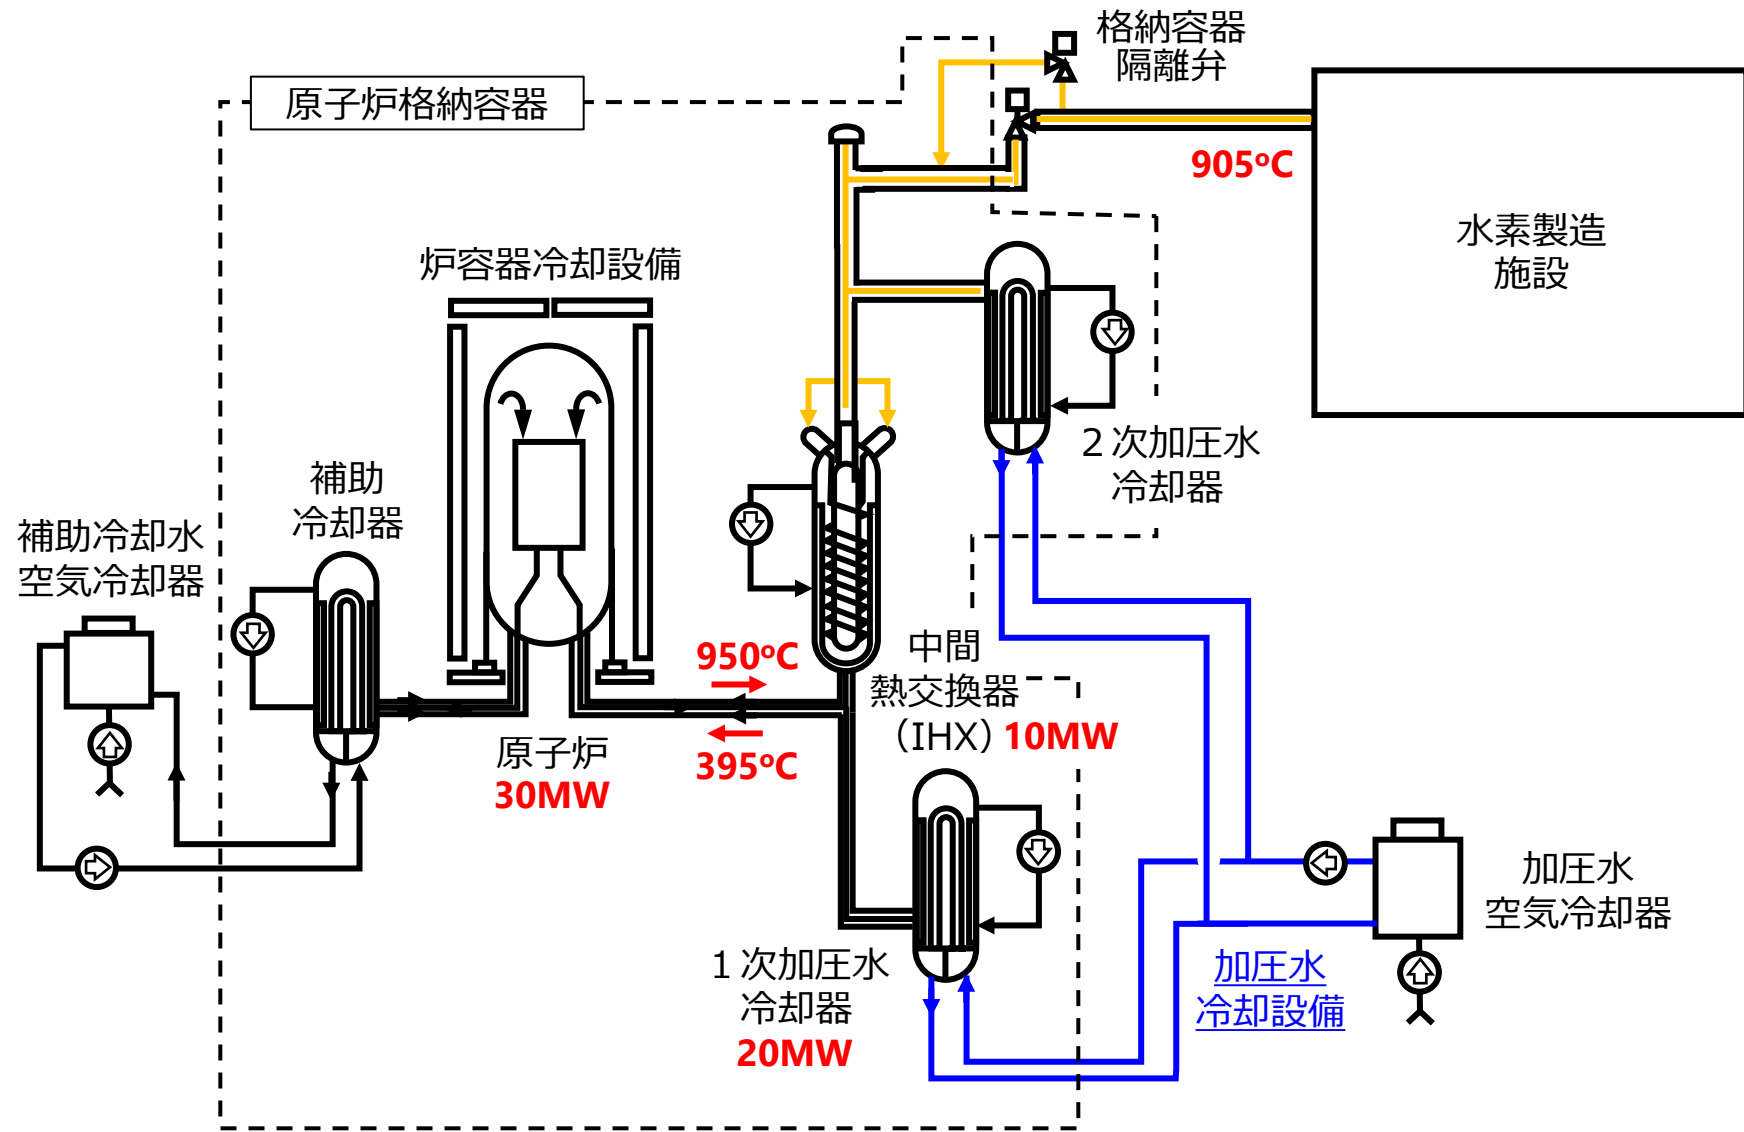 格納容器
隔離弁
原子炉格納容器
905ºC
水素製造
施設
炉容器冷却設備
２次加圧水
冷却器
補助
冷却器
補助冷却水
空気冷却器
中間
熱交換器
（IHX）10MW
950ºC
395ºC
原子炉
30MW
加圧水
空気冷却器
１次加圧水
冷却器
20MW
加圧水
冷却設備